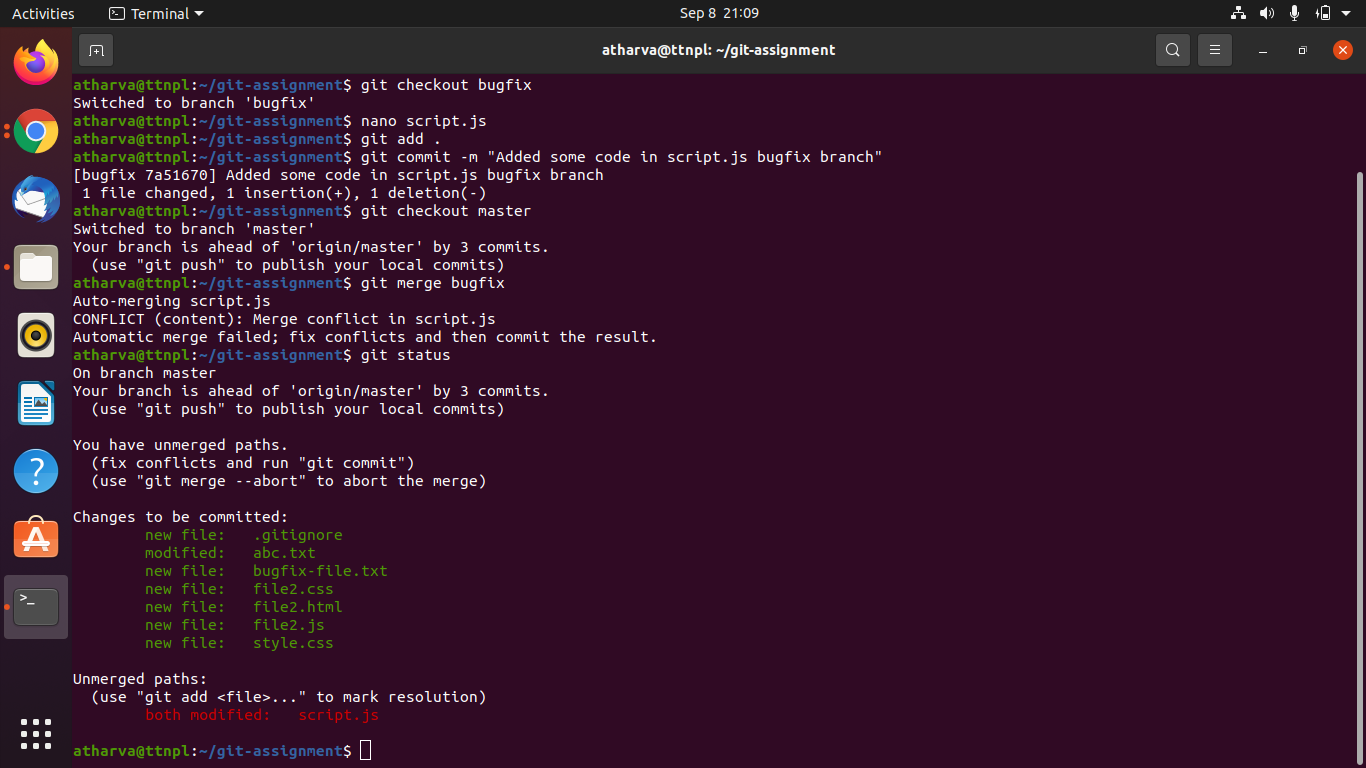 Activities
Terminal
Sep 8 21:09
atharva@ttnpl: ~/git-assignment
atharva@ttnpl:~/git-assignment$ git checkout bugfix
Switched to branch 'bugfix'
atharva@ttnpl:~/git-assignment$ nano script.js
atharva@ttnpl:~/git-assignment$ git add .
atharva@ttnpl:~/git-assignment$ git commit -m "Added some code in script.js bugfix branch"
[bugfix 7a51670] Added some code in script.js bugfix branch
 1 file changed, 1 insertion(+), 1 deletion(-)
atharva@ttnpl:~/git-assignment$ git checkout master
Switched to branch 'master'
Your branch is ahead of 'origin/master' by 3 commits.
  (use "git push" to publish your local commits)
atharva@ttnpl:~/git-assignment$ git merge bugfix
Auto-merging script.js
CONFLICT (content): Merge conflict in script.js
Automatic merge failed; fix conflicts and then commit the result.
atharva@ttnpl:~/git-assignment$ git status
On branch master
Your branch is ahead of 'origin/master' by 3 commits.
  (use "git push" to publish your local commits)

You have unmerged paths.
  (fix conflicts and run "git commit")
  (use "git merge --abort" to abort the merge)

Changes to be committed:
        new file:   .gitignore
        modified:   abc.txt
        new file:   bugfix-file.txt
        new file:   file2.css
        new file:   file2.html
        new file:   file2.js
        new file:   style.css

Unmerged paths:
  (use "git add <file>..." to mark resolution)
        both modified:   script.js

atharva@ttnpl:~/git-assignment$